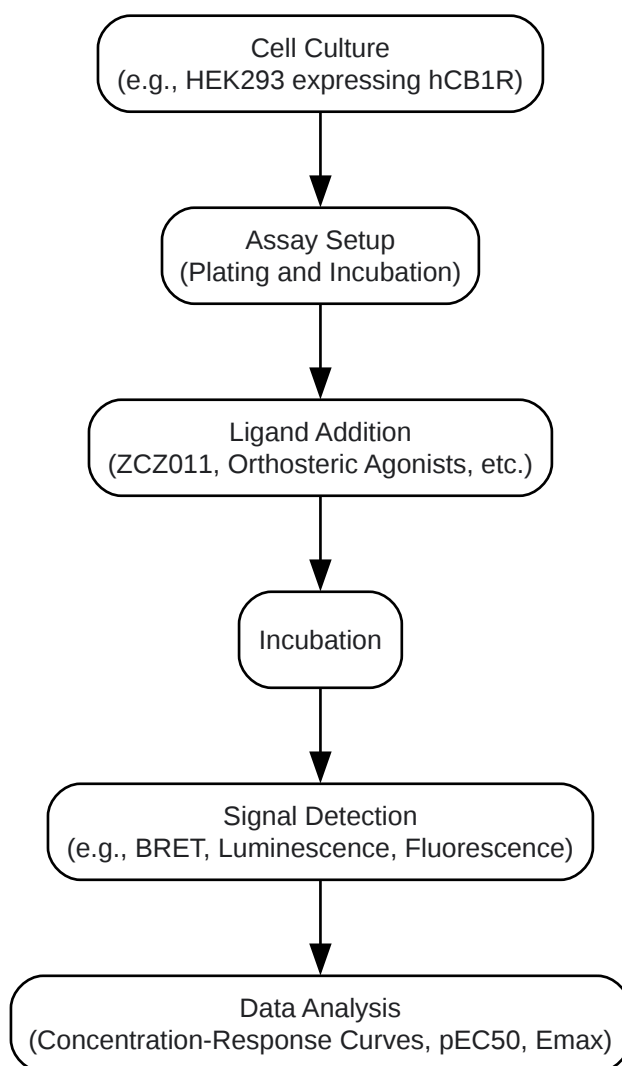 Cell Culture
(e.g., HEK293 expressing hCB1R)
Assay Setup
(Plating and Incubation)
Ligand Addition
(ZCZ011, Orthosteric Agonists, etc.)
Incubation
Signal Detection
(e.g., BRET, Luminescence, Fluorescence)
Data Analysis
(Concentration-Response Curves, pEC50, Emax)